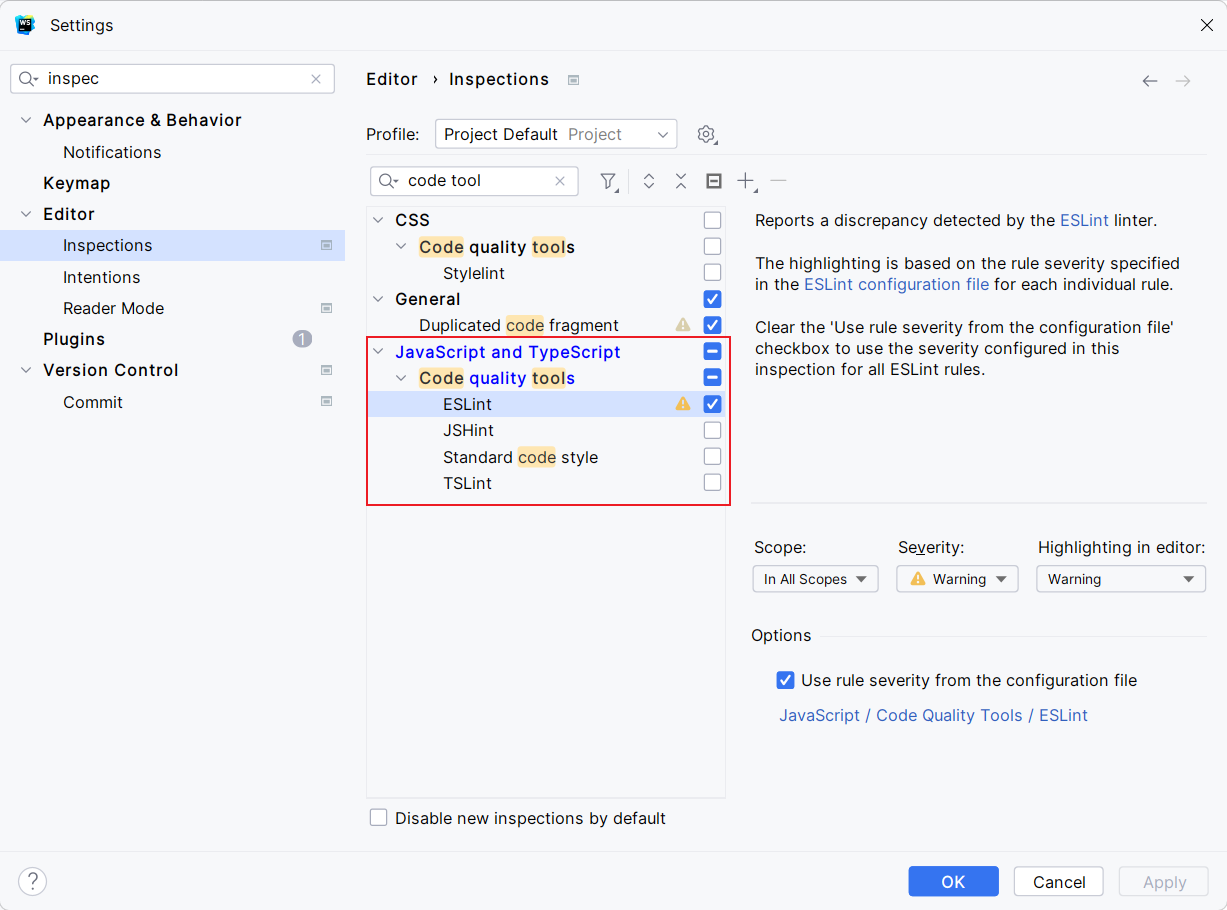 WS
Settings
inspec
Appearance & Behavior
Notifications
Keymap
Editor
Inspections
Intentions
Reader Mode
Plugins
1
Version Control
Commit
Editor › Inspections
Profile: Project Default Project
code tool
CSS
Code quality tools
Stylelint
General
Duplicated code fragment
JavaScript and TypeScript
Code quality tools
ESLint
JSHint
Standard code style
TSLint
Disable new inspections by default
Reports a discrepancy detected by the ESLint linter.
The highlighting is based on the rule severity specified
in the ESLint configuration file for each individual rule.
Clear the 'Use rule severity from the configuration file'
checkbox to use the severity configured in this
inspection for all ESLint rules.
Scope: Severity: Highlighting in editor:
In All Scopes Warning Warning
Options
Use rule severity from the configuration file
JavaScript / Code Quality Tools / ESLint
? OK Cancel Apply